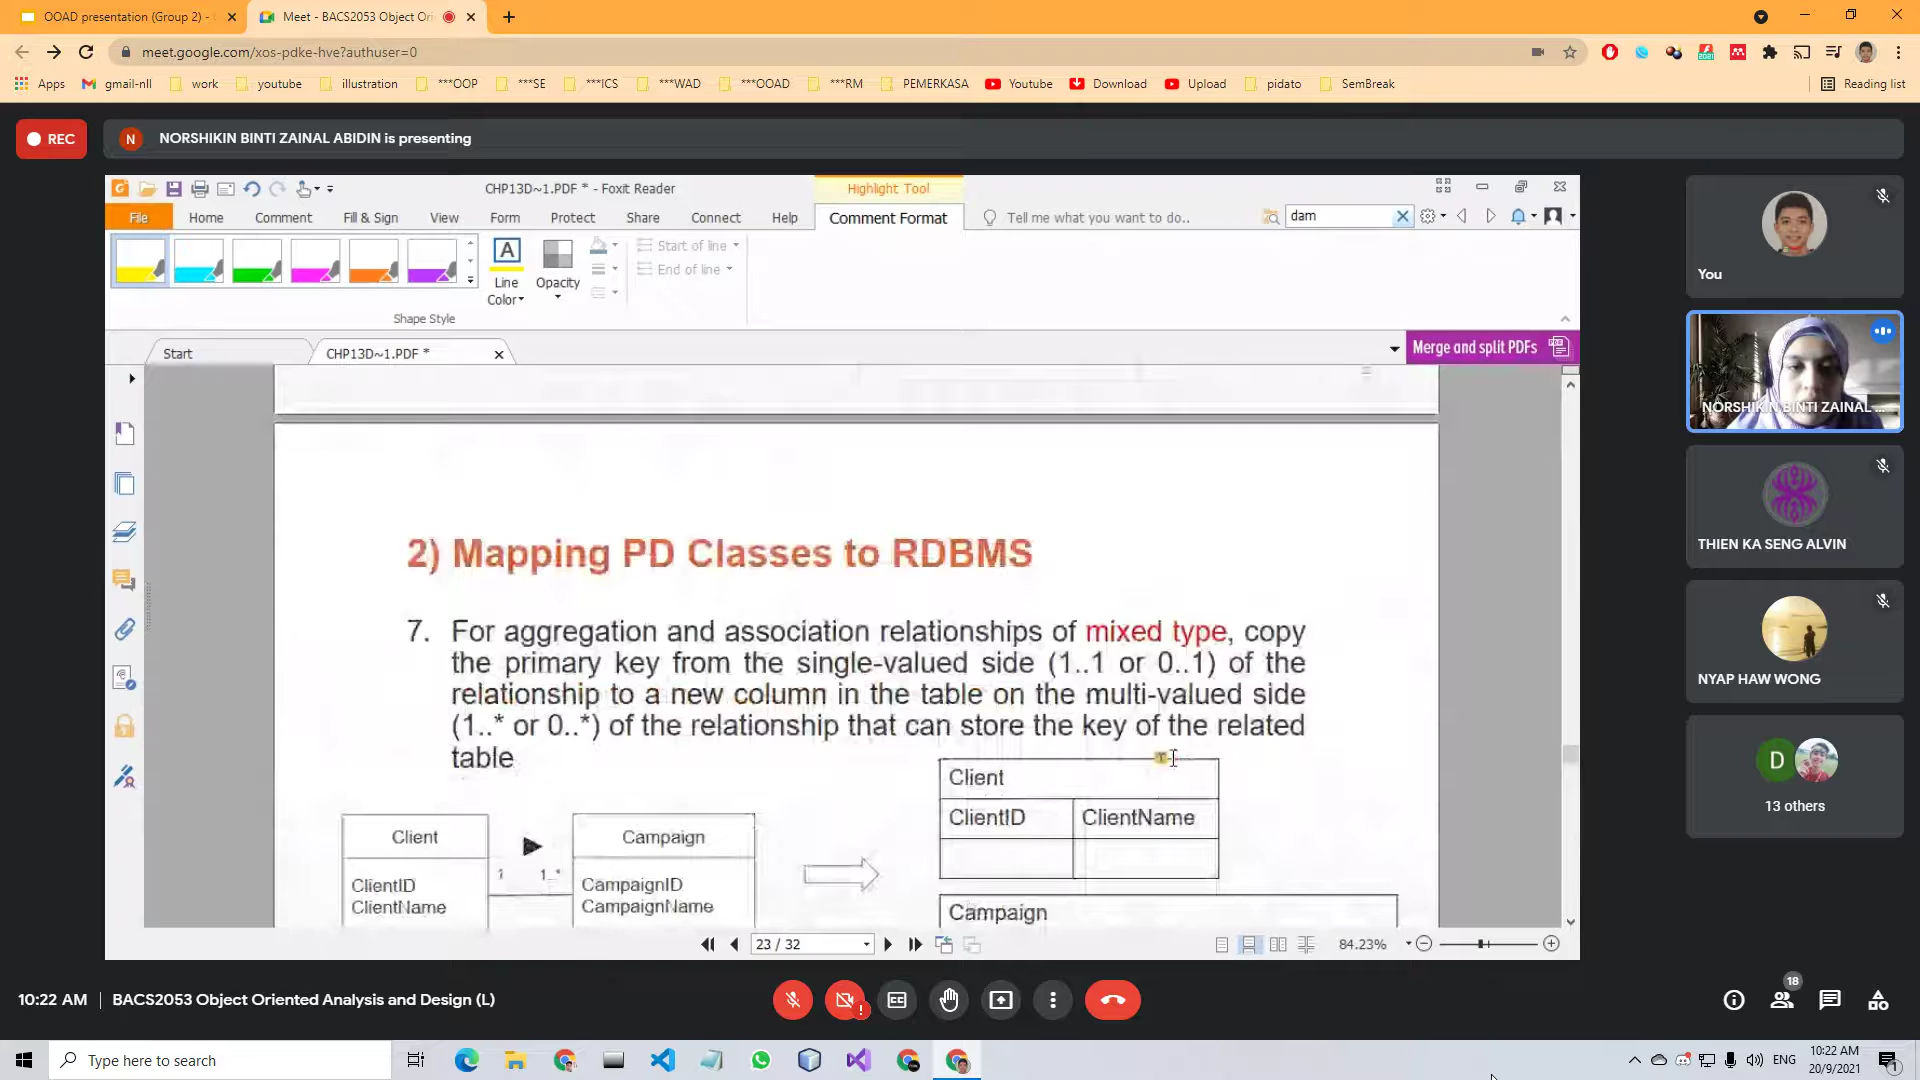 OOAD presentation (Group 2) -
Meet - BACS2053 Object Ori
meet.google.com/xos-pdke-hve?authuser=0
Apps gmail-nll work youtube illustration ***OOP ***SE ***ICS ***WAD ***OOAD ***RM PEMERKASA Youtube Download Upload pidato SemBreak Reading list
REC
N NORSHIKIN BINTI ZAINAL ABIDIN is presenting
CHP13D~1.PDF * - Foxit Reader
Highlight Tool
File Home Comment Fill & Sign View Form Protect Share Connect Help Comment Format Tell me what you want to do.. dam
Line
Color
Opacity
Start of line
End of line
Shape Style
Start
CHP13D~1.PDF *
Merge and split PDFs
2) Mapping PD Classes to RDBMS
7. For aggregation and association relationships of mixed type, copy
the primary key from the single-valued side (1..1 or 0..1) of the
relationship to a new column in the table on the multi-valued side
(1..* or 0..*) of the relationship that can store the key of the related
table
Client
ClientID
ClientName
1..*
Campaign
CampaignID
CampaignName
Client
ClientID ClientName
Campaign
23 / 32
84.23%
You
NORSHIKIN BINTI ZAINAL ...
THIEN KA SENG ALVIN
NYAP HAW WONG
D
13 others
10:22 AM | BACS2053 Object Oriented Analysis and Design (L)
18
Type here to search
ENG
10:22 AM
20/9/2021
1